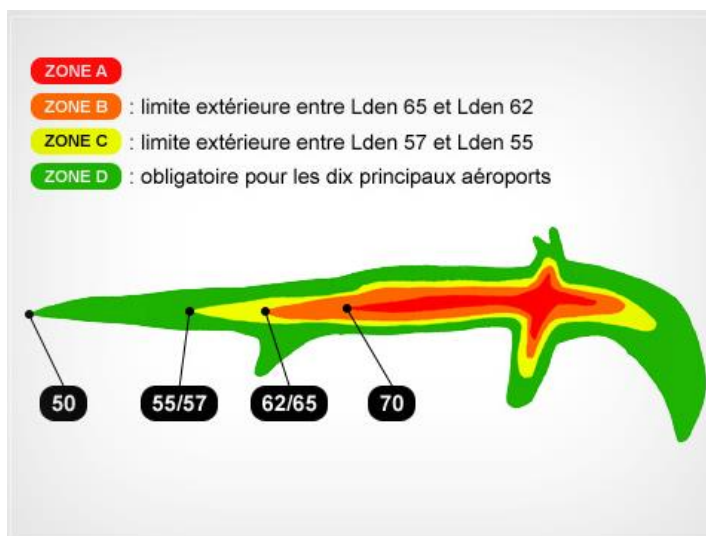 ZONE A
ZONE B : limite extérieure entre Lden 65 et Lden 62
ZONE C : limite extérieure entre Lden 57 et Lden 55
ZONE D : obligatoire pour les dix principaux aéroports
50 55/57 62/65 70